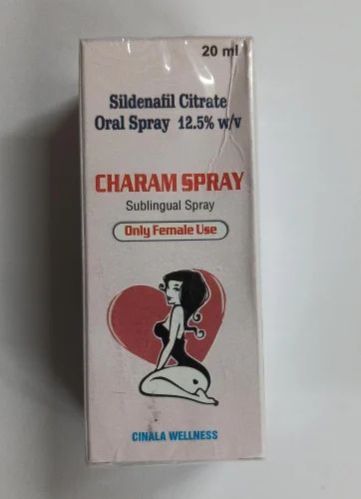 20 ml
Sildenafil Citrate
Oral Spray 12.5% w/v
CHARAM SPRAY
Sublingual Spray
Only Female Use
CINALA WELLNESS